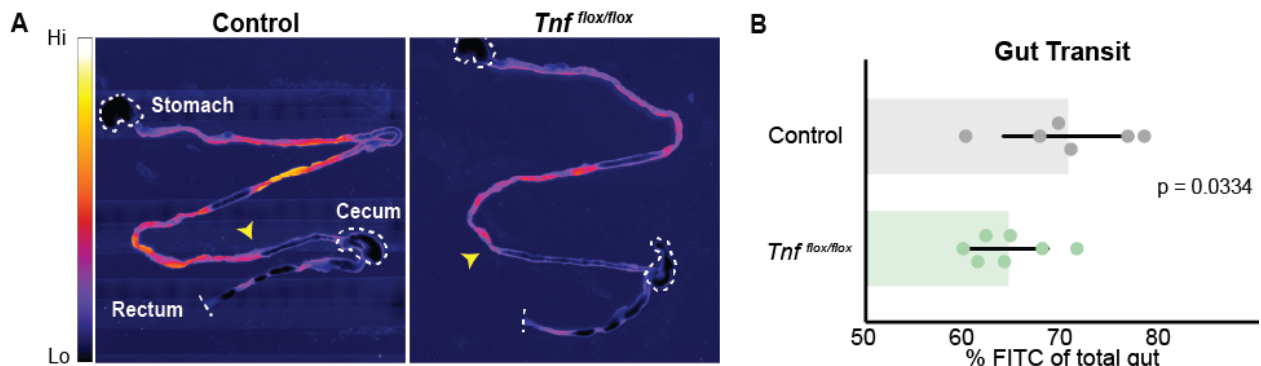 A
Control
Tnf flox/flox
Hi
Lo
Stomach
Cecum
Rectum
B
Gut Transit
Control
p = 0.0334
Tnf flox/flox
50 60 70 80
% FITC of total gut